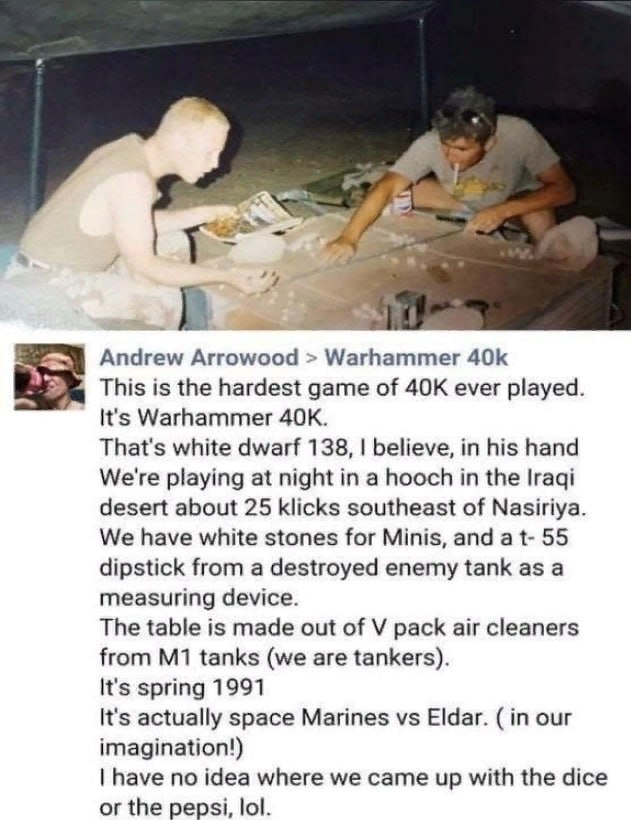 Andrew Arrowood > Warhammer 40k
This is the hardest game of 40K ever played.
It's Warhammer 40K.
That's white dwarf 138, I believe, in his hand
We're playing at night in a hooch in the Iraqi
desert about 25 klicks southeast of Nasiriya.
We have white stones for Minis, and a t- 55
dipstick from a destroyed enemy tank as a
measuring device.
The table is made out of V pack air cleaners
from M1 tanks (we are tankers).
It's spring 1991
It's actually space Marines vs Eldar. ( in our
imagination!)
I have no idea where we came up with the dice
or the pepsi, lol.